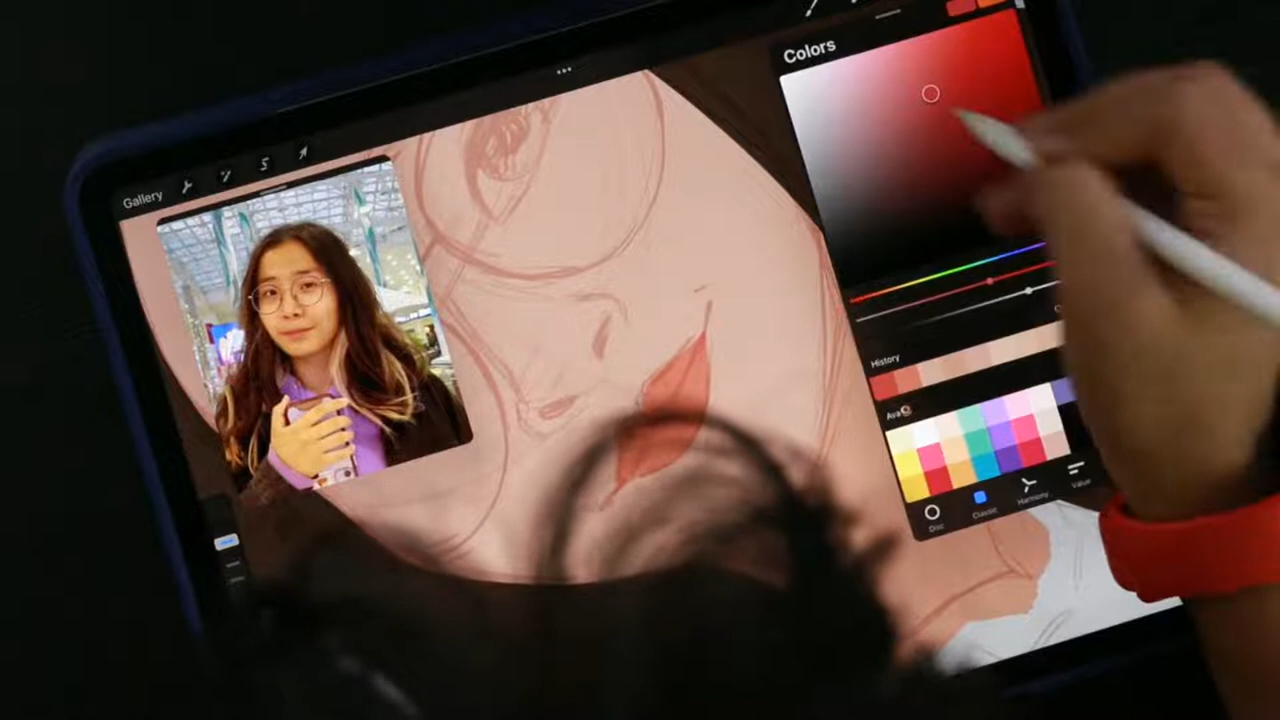 Gallery
Colors
History
Disc
Classic
Harmony
Value